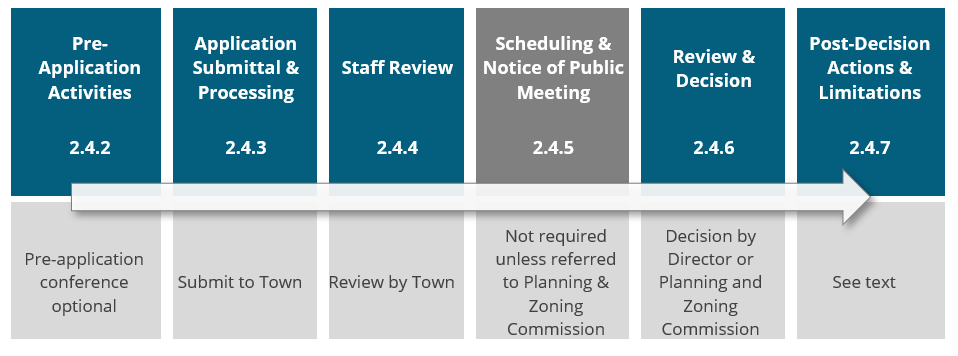 Pre-
Application
Activities
2.4.2
Application
Submittal &
Processing
2.4.3
Staff Review
2.4.4
Scheduling &
Notice of Public
Meeting
2.4.5
Review &
Decision
2.4.6
Post-Decision
Actions &
Limitations
2.4.7
Pre-application
conference
optional
Submit to Town
Review by Town
Not required
unless referred
to Planning &
Zoning
Commission
Decision by
Director or
Planning and
Zoning
Commission
See text